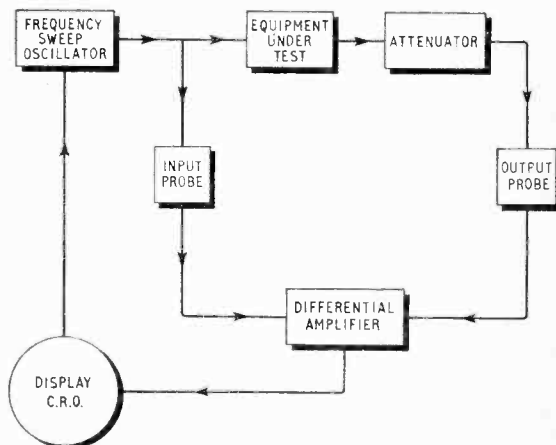 FREQUENCY
SWEEP
OSCILLATOR
EQUIPMENT
UNDER
TEST
ATTENUATOR
INPUT
PROBE
OUTPUT
PROBE
DIFFERENTIAL
AMPLIFIER
DISPLAY
C.R.O.